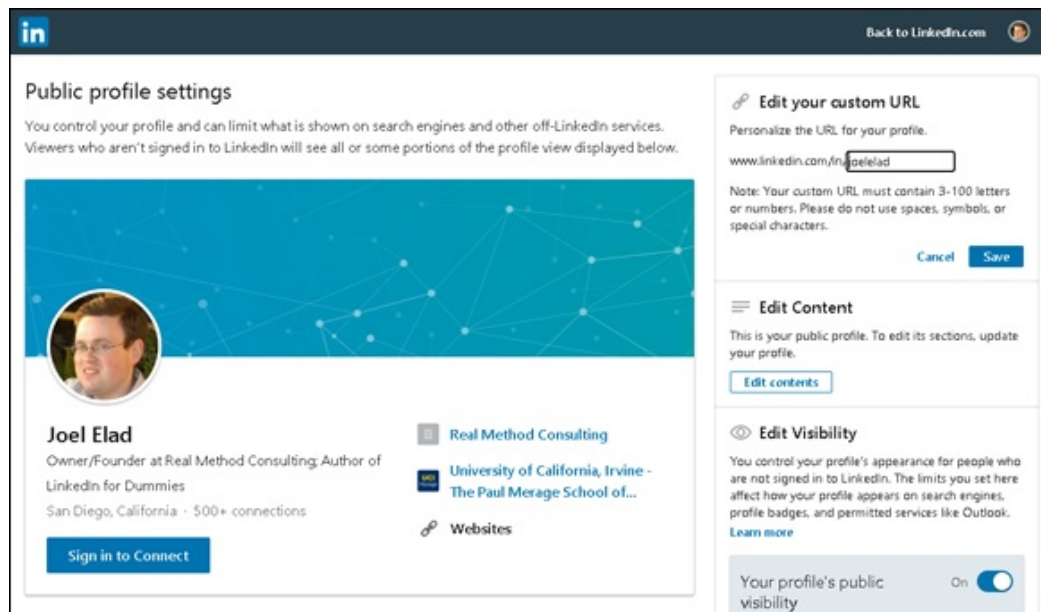 in
Back to LinkedIn.com
Public profile settings
You control your profile and can limit what is shown on search engines and other off-LinkedIn services.
Viewers who aren't signed in to LinkedIn will see all or some portions of the profile view displayed below.
Joel Elad
Owner/Founder at Real Method Consulting; Author of
LinkedIn for Dummies
San Diego, California · 500+ connections
Sign in to Connect
Real Method Consulting
University of California, Irvine -
The Paul Merage School of...
Websites
Edit your custom URL
Personalize the URL for your profile.
www.linkedin.com/in/joelelad
Note: Your custom URL must contain 3-100 letters
or numbers. Please do not use spaces, symbols, or
special characters.
Cancel Save
Edit Content
This is your public profile. To edit its sections, update
your profile.
Edit contents
Edit Visibility
You control your profile's appearance for people who
are not signed in to LinkedIn. The limits you set here
affect how your profile appears on search engines,
profile badges, and permitted services like Outlook.
Learn more
Your profile's public On
visibility